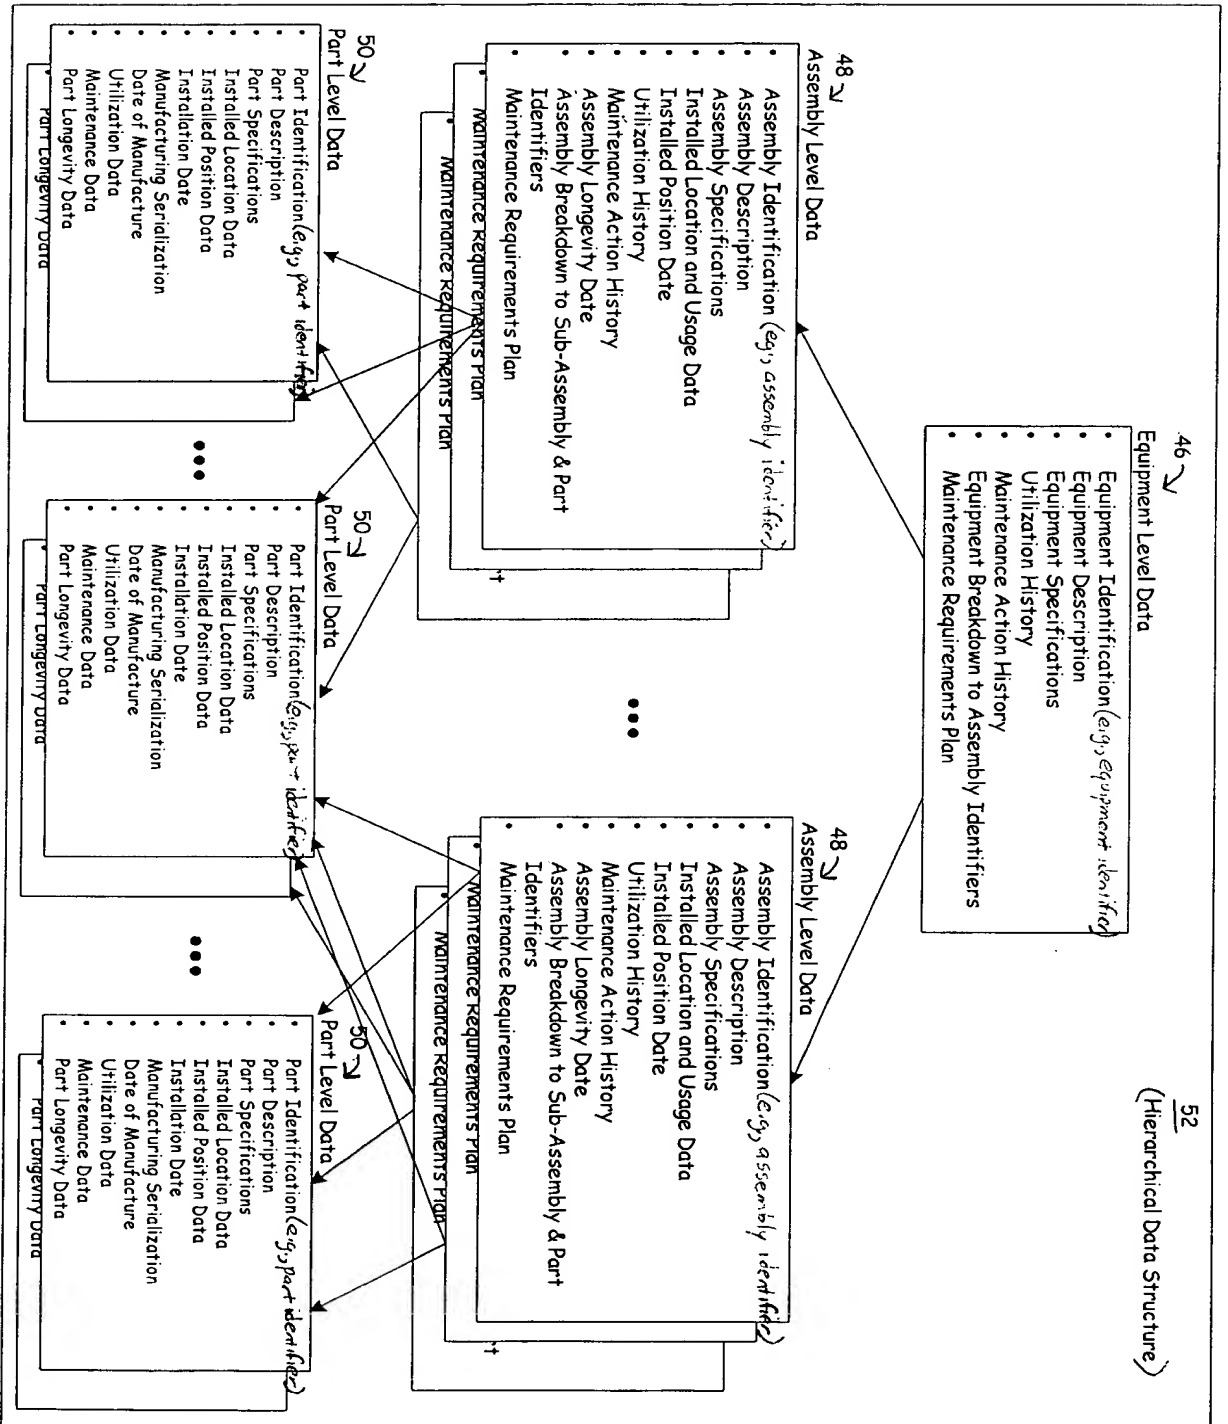 52
(Hierarchical Data Structure)
46
Equipment Level Data
• Equipment Identification (e.g., equipment identifier)
• Equipment Description
• Equipment Specifications
• Utilization History
• Maintenance Action History
• Equipment Breakdown to Assembly Identifiers
• Maintenance Requirements Plan
48
Assembly Level Data
• Assembly Identification (eg., assembly identifier)
• Assembly Description
• Assembly Specifications
• Installed Location and Usage Data
• Installed Position Date
• Utilization History
• Maintenance Action History
• Assembly Longevity Date
• Assembly Breakdown to Sub-Assembly & Part
Identifiers
• Maintenance Requirements Plan
Maintenance Requirements Plan
Maintenance Requirements Plan
•••
48
Assembly Level Data
• Assembly Identification (e.g., assembly identifier)
• Assembly Description
• Assembly Specifications
• Installed Location and Usage Data
• Installed Position Date
• Utilization History
• Maintenance Action History
• Assembly Longevity Date
• Assembly Breakdown to Sub-Assembly & Part
Identifiers
• Maintenance Requirements Plan
Maintenance Requirements Plan
Maintenance Requirements Plan
50
Part Level Data
• Part Identification (e.g., part identifier)
• Part Description
• Part Specifications
• Installed Location Data
• Installed Position Data
• Installation Date
• Manufacturing Serialization
• Date of Manufacture
• Utilization Data
• Maintenance Data
• Part Longevity Data
Part Longevity Data
•••
50
Part Level Data
• Part Identification (e.g., part identifier)
• Part Description
• Part Specifications
• Installed Location Data
• Installed Position Data
• Installation Date
• Manufacturing Serialization
• Date of Manufacture
• Utilization Data
• Maintenance Data
• Part Longevity Data
Part Longevity Data
•••
50
Part Level Data
• Part Identification (e.g., part identifier)
• Part Description
• Part Specifications
• Installed Location Data
• Installed Position Data
• Installation Date
• Manufacturing Serialization
• Date of Manufacture
• Utilization Data
• Maintenance Data
• Part Longevity Data
Part Longevity Data